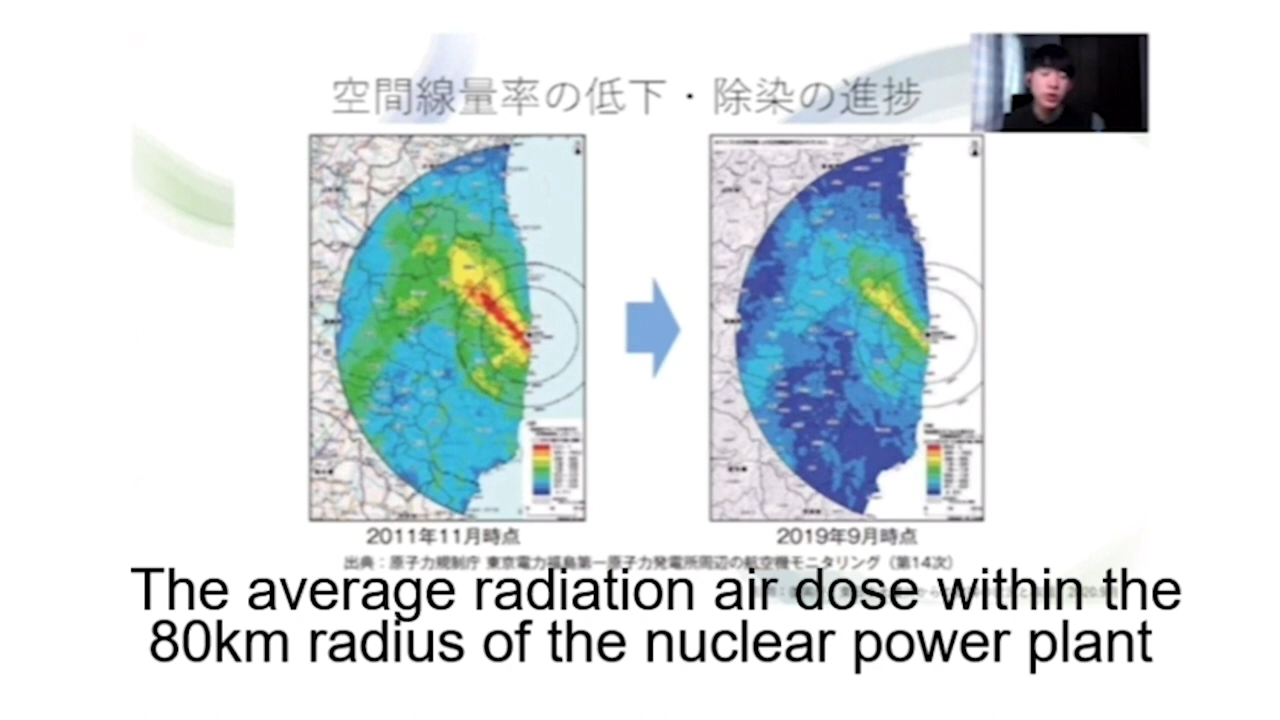 空間線量率の低下・除染の進捗
2011年11月時点
2019年9月時点
出典：原子力規制庁 東京電力福島第一原子力発電所周辺の航空機モニタリング（第14次）
The average radiation air dose within the
80km radius of the nuclear power plant